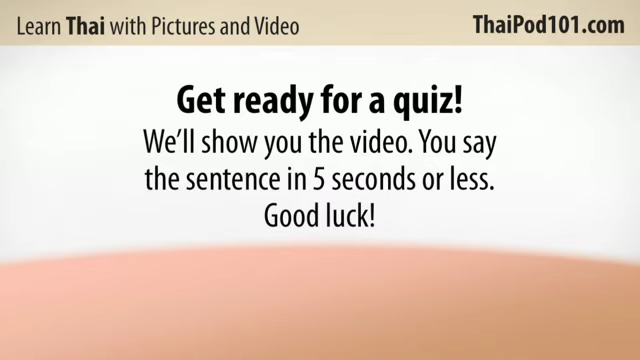 Learn Thai with Pictures and Video
ThaiPod101.com
Get ready for a quiz!
We'll show you the video. You say
the sentence in 5 seconds or less.
Good luck!